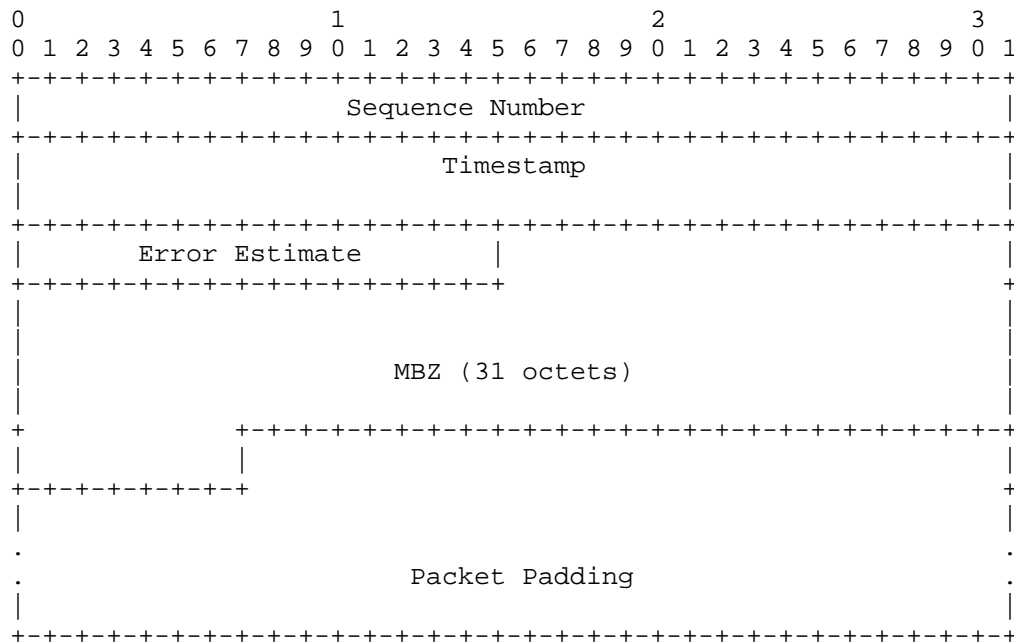 0                   1                   2                   3
0 1 2 3 4 5 6 7 8 9 0 1 2 3 4 5 6 7 8 9 0 1 2 3 4 5 6 7 8 9 0 1
+-+-+-+-+-+-+-+-+-+-+-+-+-+-+-+-+-+-+-+-+-+-+-+-+-+-+-+-+-+-+-+
|                    Sequence Number                          |
+-+-+-+-+-+-+-+-+-+-+-+-+-+-+-+-+-+-+-+-+-+-+-+-+-+-+-+-+-+-+-+
|                          Timestamp                          |
|                                                             |
+-+-+-+-+-+-+-+-+-+-+-+-+-+-+-+-+-+-+-+-+-+-+-+-+-+-+-+-+-+-+-+
|       Error Estimate        |                               |
+-+-+-+-+-+-+-+-+-+-+-+-+-+-+-+                               +
|                                                             |
|                                                             |
|                       MBZ (31 octets)                       |
|                                                             |
+             +-+-+-+-+-+-+-+-+-+-+-+-+-+-+-+-+-+-+-+-+-+-+-+-+
|             |                                               |
+-+-+-+-+-+-+-+                                               +
|                                                             |
.                                                             .
.                        Packet Padding                       .
|                                                             |
+-+-+-+-+-+-+-+-+-+-+-+-+-+-+-+-+-+-+-+-+-+-+-+-+-+-+-+-+-+-+-+